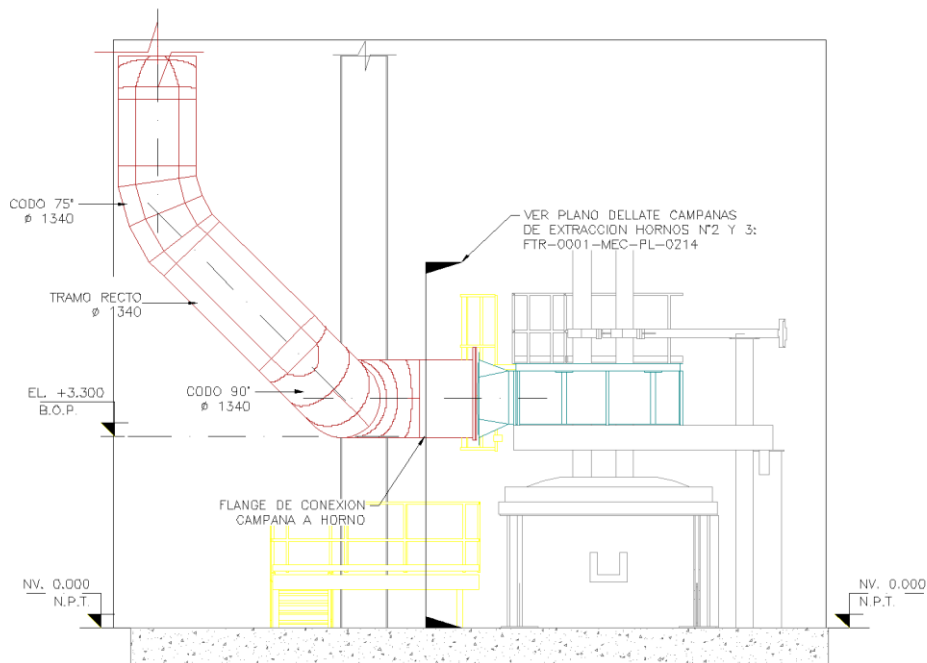 CODO 75°
ø 1340
VER PLANO DELLATE CAMPANAS
DE EXTRACCION HORNOS N°2 Y 3:
FTR-0001-MEC-PL-0214
TRAMO RECTO
ø 1340
CODO 90°
ø 1340
EL. +3.300
B.O.P.
FLANGE DE CONEXION
CAMPANA A HORNO
NV. 0.000
N.P.T.
NV. 0.000
N.P.T.